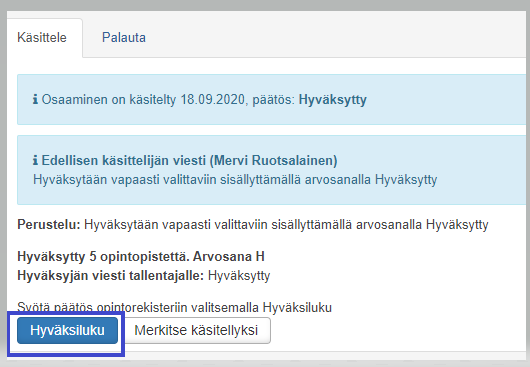 Käsittele Palauta
i Osaaminen on käsitelty 18.09.2020, päätös: Hyväksytty
i Edellisen käsittelijän viesti (Mervi Ruotsalainen)
Hyväksytään vapaasti valittaviin sisällyttämällä arvosanalla Hyväksytty
Perustelu: Hyväksytään vapaasti valittaviin sisällyttämällä arvosanalla Hyväksytty
Hyväksytty 5 opintopistettä. Arvosana H
Hyväksyjän viesti tallentajalle: Hyväksytty
Syötä päätös opintorekisteriin valitsemalla Hyväksiluku
Hyväksiluku Merkitse käsitellyksi